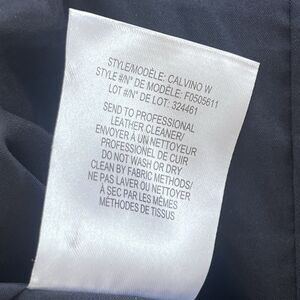 STYLE/MODÈLE: CALVINO W
STYLE #/N° DE MODÈLE: F0505611
LOT #/N° DE LOT: 324461
SEND TO PROFESSIONAL
LEATHER CLEANER/
ENVOYER À UN NETTOYEUR
PROFESSIONEL DE CUIR
DO NOT WASH OR DRY
CLEAN BY FABRIC METHODS/
NE PAS LAVER OU NETTOYER
À SEC PAR LES MÊMES
MÉTHODES DE TISSUS